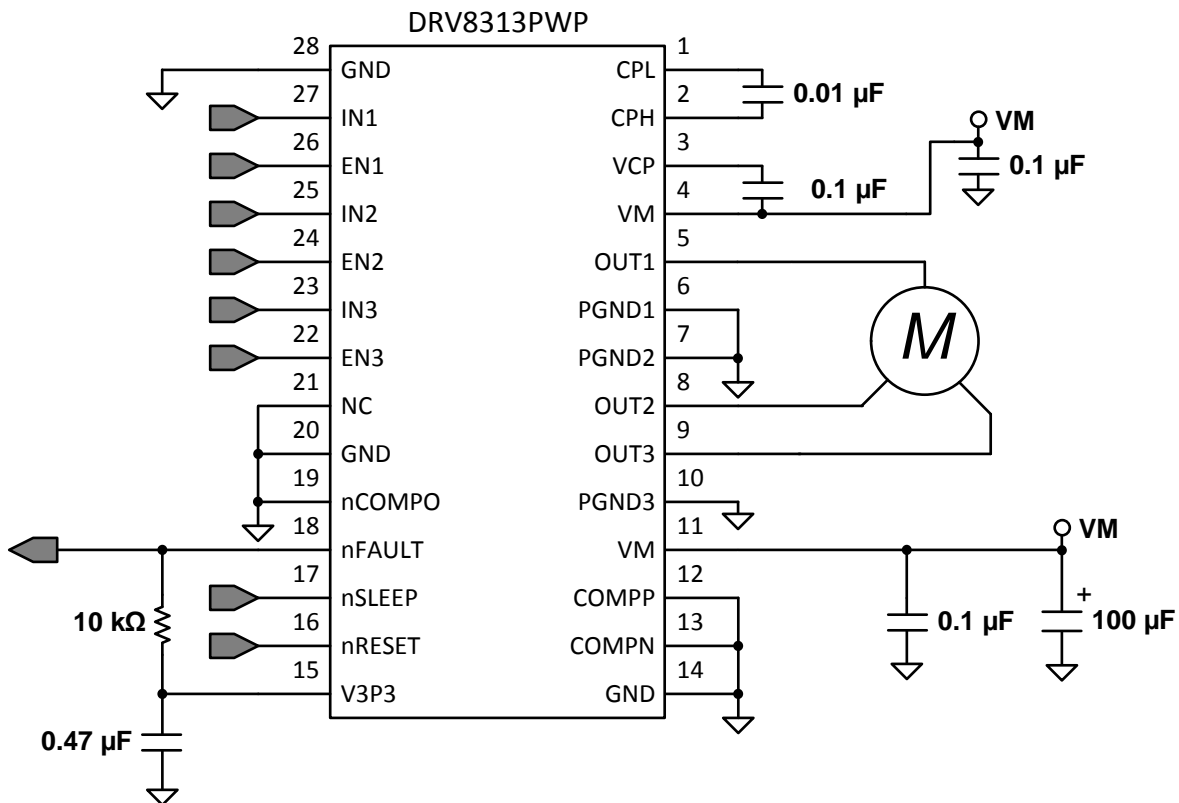 DRV8313PWP
28
GND
27
IN1
26
EN1
25
IN2
24
EN2
23
IN3
22
EN3
21
NC
20
GND
19
nCOMPO
18
nFAULT
17
nSLEEP
16
nRESET
15
V3P3
10 kΩ
0.47 µF
1
CPL
2
CPH
0.01 µF
3
VCP
4
VM
0.1 µF
VM
0.1 µF
5
OUT1
6
PGND1
7
PGND2
8
OUT2
9
OUT3
M
10
PGND3
11
VM
12
COMPP
13
COMPN
14
GND
VM
0.1 µF
+
100 µF